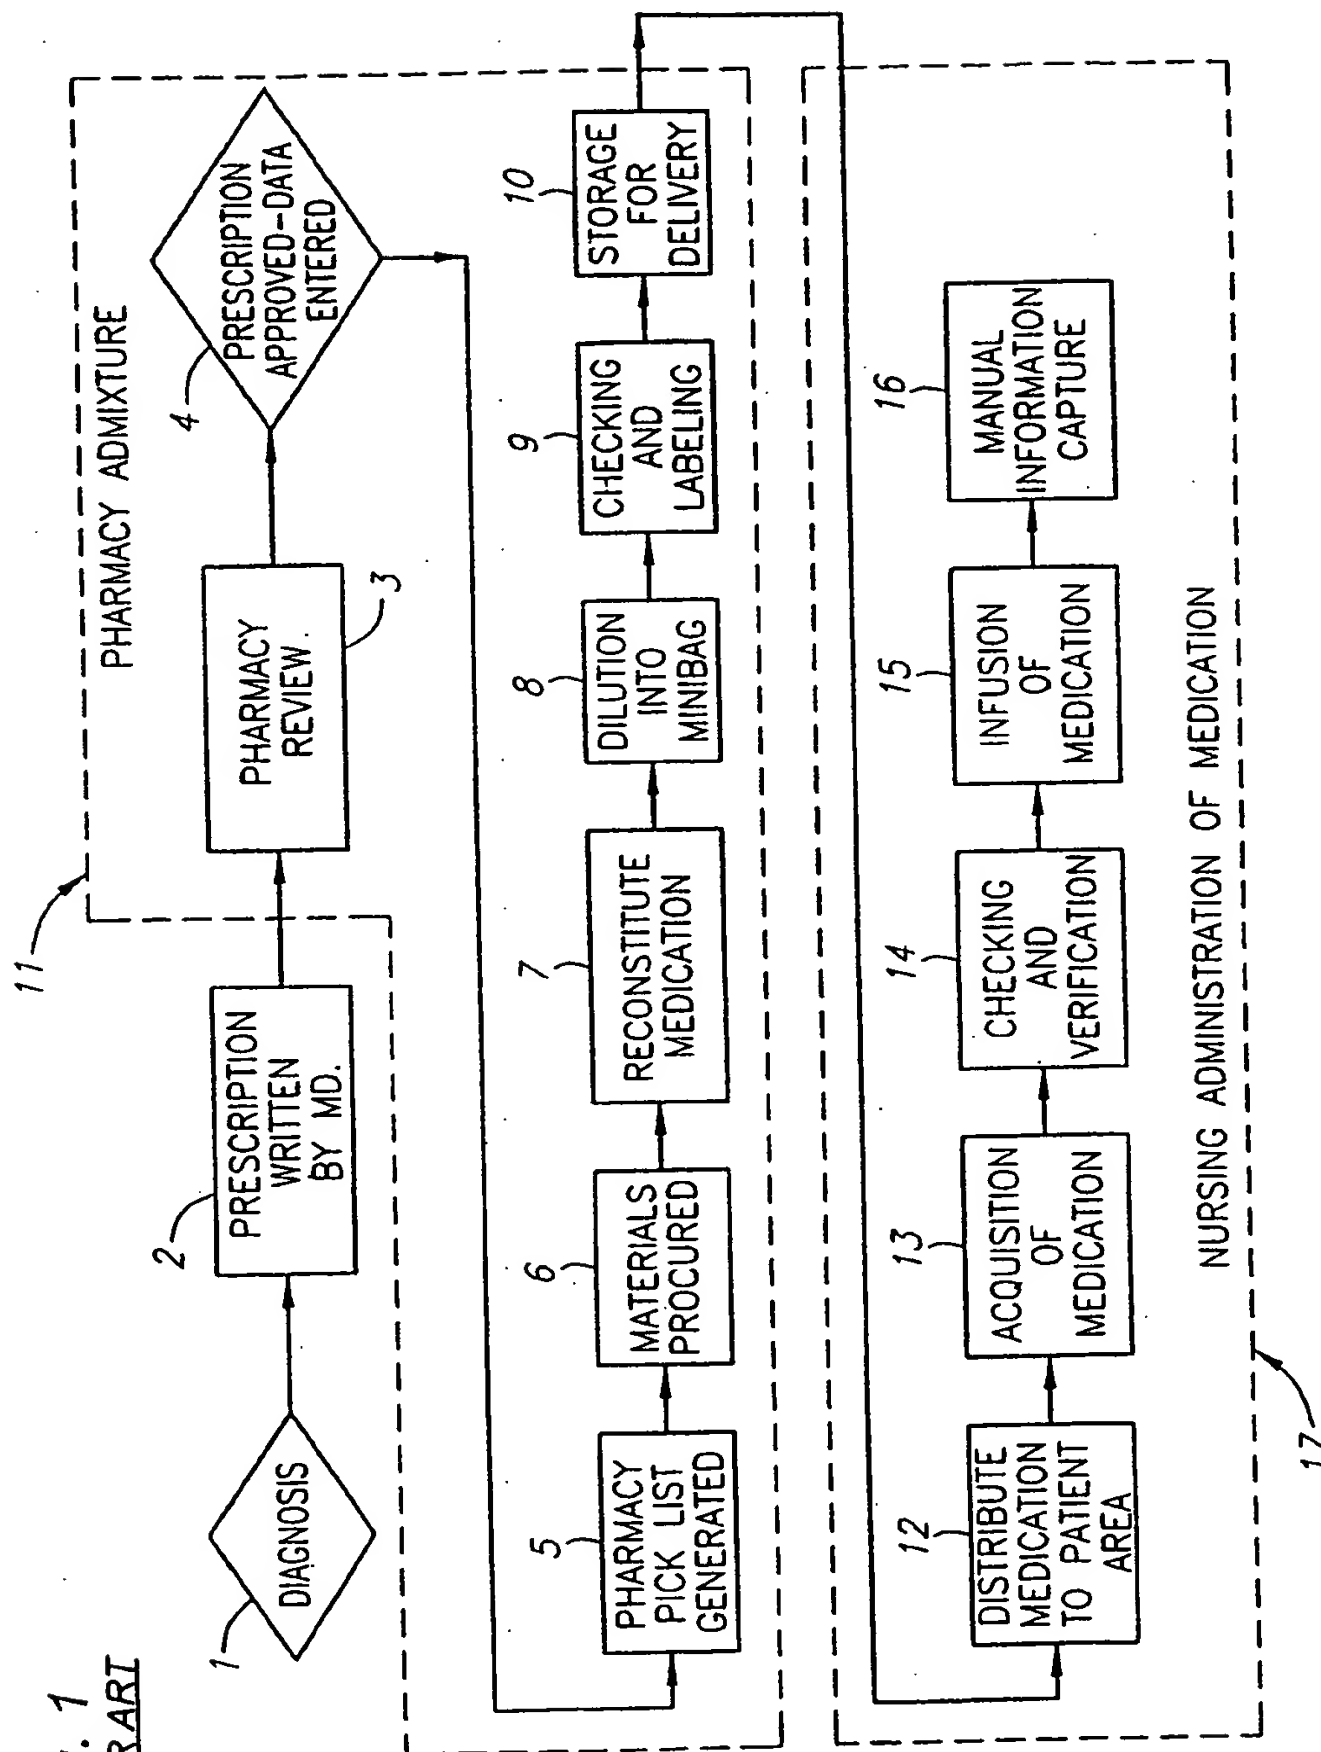 . 1
R ART
1
DIAGNOSIS
2
PRESCRIPTION
WRITTEN
BY MD.
11
PHARMACY ADMIXTURE
PHARMACY
REVIEW.
3
4
PRESCRIPTION
APPROVED-DATA
ENTERED
5
PHARMACY
PICK LIST
GENERATED
6
MATERIALS
PROCURED
7
RECONSTITUTE
MEDICATION
8
DILUTION
INTO
MINIBAG
9
CHECKING
AND
LABELING
10
STORAGE
FOR
DELIVERY
12
DISTRIBUTE
MEDICATION
TO PATIENT
AREA
13
ACQUISITION
OF
MEDICATION
14
CHECKING
AND
VERIFICATION
15
INFUSION
OF
MEDICATION
16
MANUAL
INFORMATION
CAPTURE
NURSING ADMINISTRATION OF MEDICATION
17